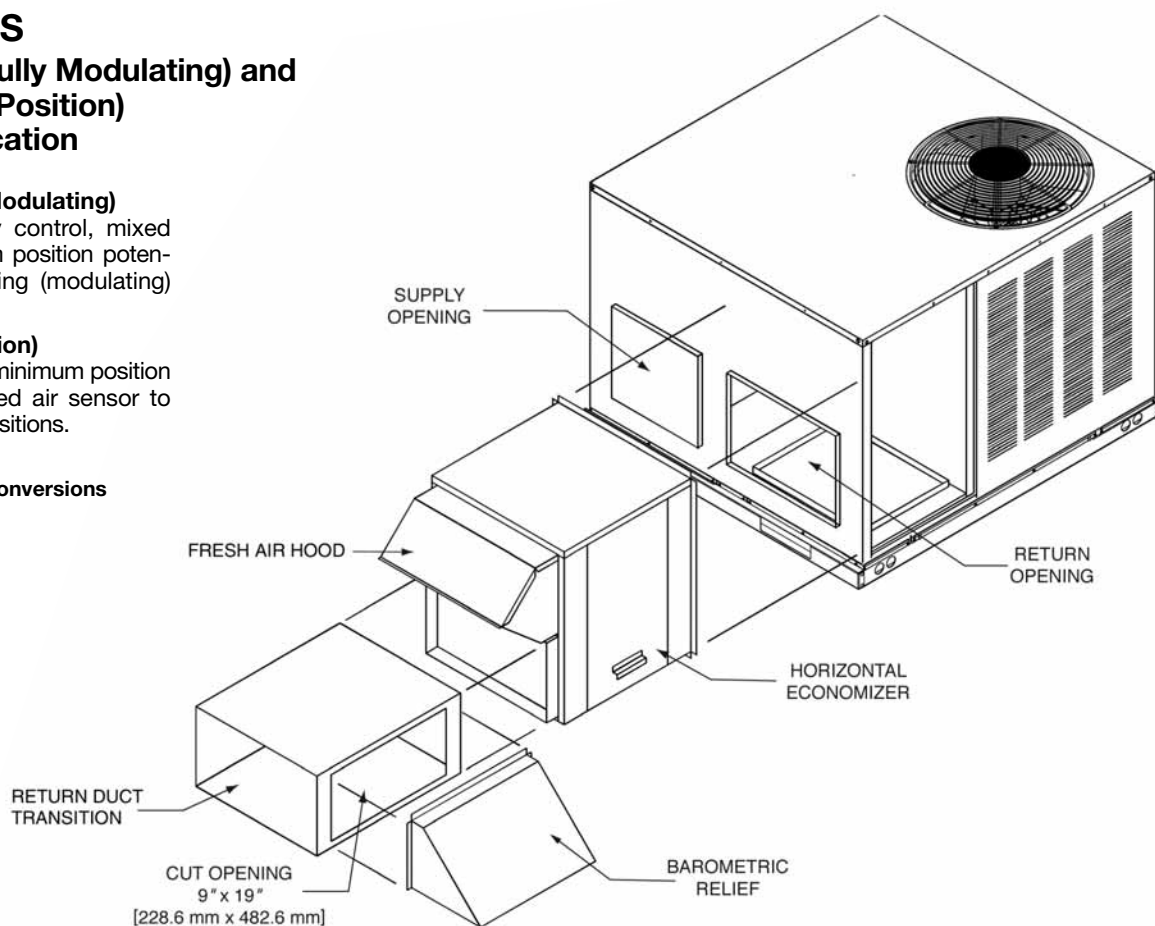 S
ully Modulating) and
Position)
cation
Modulating)
control, mixed
position poten-
ing (modulating)
ion)
minimum position
ed air sensor to
sitions.
onversions
SUPPLY
OPENING
FRESH AIR HOOD
RETURN
OPENING
HORIZONTAL
ECONOMIZER
RETURN DUCT
TRANSITION
CUT OPENING
9" x 19"
[228.6 mm x 482.6 mm]
BAROMETRIC
RELIEF